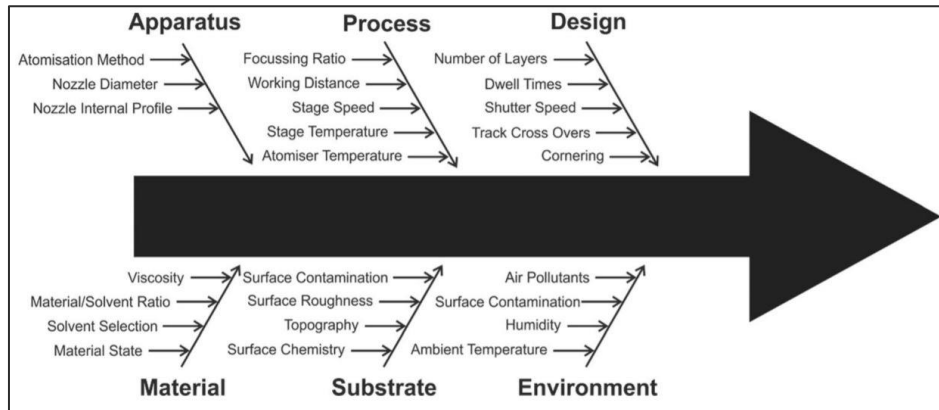 Apparatus
Process
Design
Atomisation Method
Nozzle Diameter
Nozzle Internal Profile
Focussing Ratio
Working Distance
Stage Speed
Stage Temperature
Atomiser Temperature
Number of Layers
Dwell Times
Shutter Speed
Track Cross Overs
Cornering
Viscosity
Material/Solvent Ratio
Solvent Selection
Material State
Surface Contamination
Surface Roughness
Topography
Surface Chemistry
Air Pollutants
Surface Contamination
Humidity
Ambient Temperature
Material
Substrate
Environment